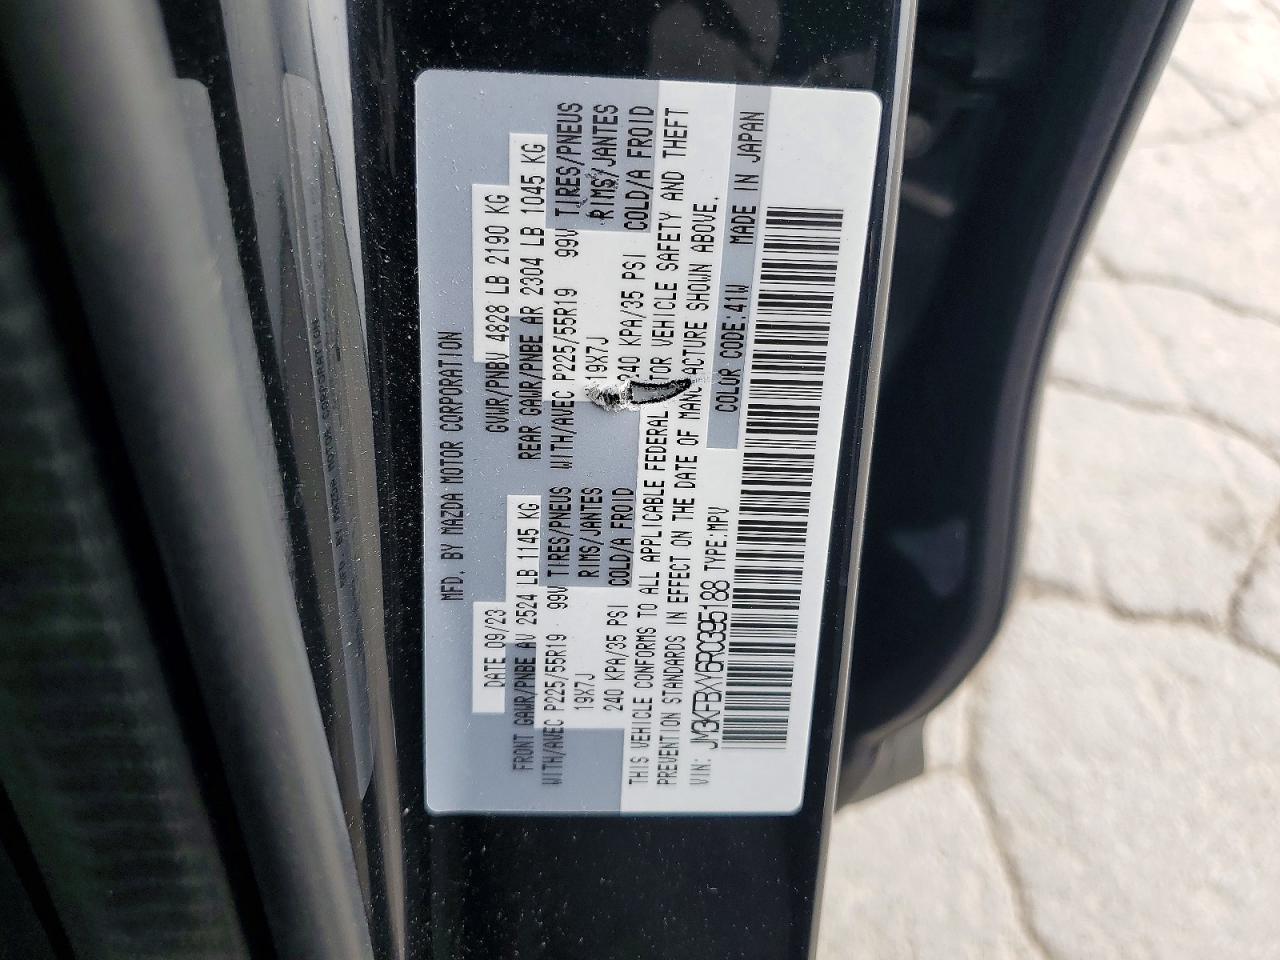 MFD. BY MAZDA MOTOR CORPORATION
DATE 09/23 GVWR/PNBV 4828 LB 2190 KG
FRONT GAWR/PNBE AV 2524 LB 1145 KG REAR GAWR/PNBE AR 2304 LB 1045 KG
WITH/AVEC P225/55R19 99V TIRES/PNEUS WITH/AVEC P225/55R19 99V TIRES/PNEUS
19X7J RIMS/JANTES 19X7J RIMS/JANTES
240 KPA/35 PSI COLD/A FROID 240 KPA/35 PSI COLD/A FROID
THIS VEHICLE CONFORMS TO ALL APPLICABLE FEDERAL VEHICLE SAFETY AND THEFT
PREVENTION STANDARDS IN EFFECT ON THE DATE OF MANUFACTURE SHOWN ABOVE.
VIN: JM3KFBXY6R0395188 TYPE:MPV COLOR CODE:41W MADE IN JAPAN